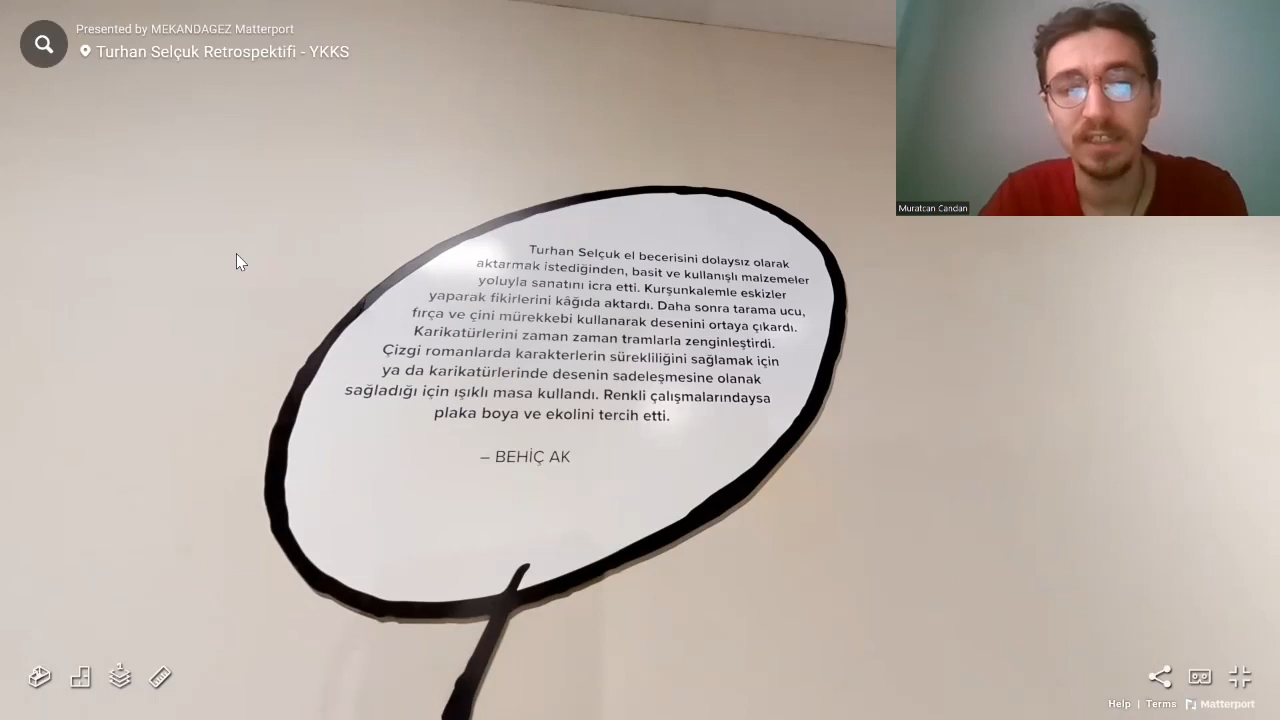 Presented by MEKANDAGEZ Matterport
Turhan Selçuk Retrospektifi - YKKS
Muratcan Candan
Turhan Selçuk el becerisini dolaysız olarak
aktarmak istediğinden, basit ve kullanışlı malzemeler
yoluyla sanatını icra etti. Kurşunkalemle eskizler
yaparak fikirlerini kâğıda aktardı. Daha sonra tarama ucu,
fırça ve çini mürekkebi kullanarak desenini ortaya çıkardı.
Karikatürlerini zaman zaman tramlarla zenginleştirdi.
Çizgi romanlarda karakterlerin sürekliliğini sağlamak için
ya da karikatürlerinde desenin sadeleşmesine olanak
sağladığı için ışıklı masa kullandı. Renkli çalışmalarındaysa
plaka boya ve ekolini tercih etti.
– BEHİÇ AK
1
Help | Terms Matterport